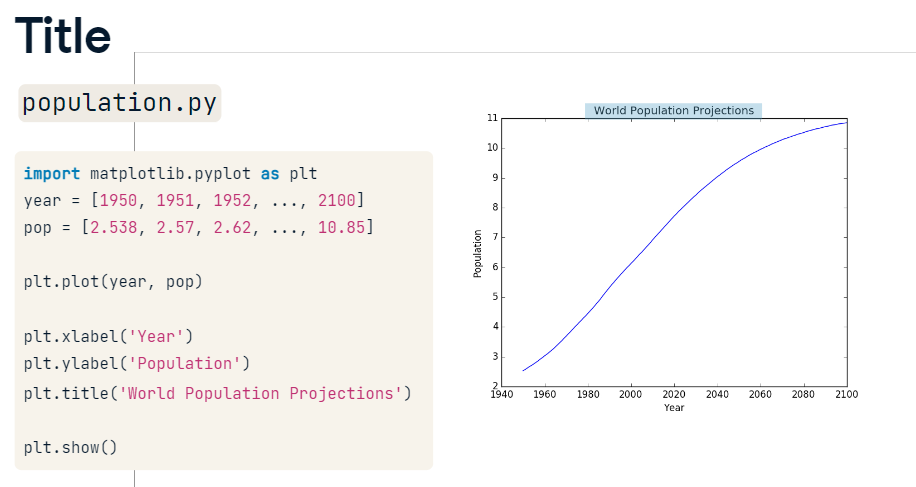 Title
population.py
import matplotlib.pyplot as plt
year = [1950, 1951, 1952, ..., 2100]
pop = [2.538, 2.57, 2.62, ..., 10.85]
plt.plot(year, pop)
plt.xlabel('Year')
plt.ylabel('Population')
plt.title('World Population Projections')
plt.show()
World Population Projections
11
10
9
8
7
6
5
4
3
2
Population
1940 1960 1980 2000 2020 2040 2060 2080 2100
Year